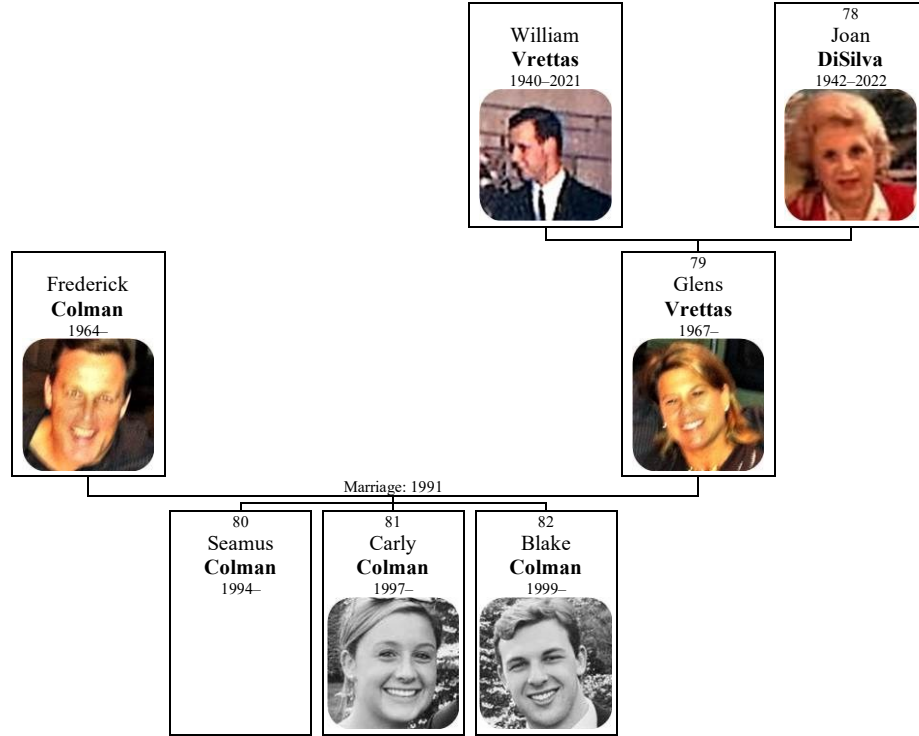 William
Vrettas
1940–2021
78
Joan
DiSilva
1942–2022
Frederick
Colman
1964–
79
Glens
Vrettas
1967–
Marriage: 1991
80
Seamus
Colman
1994–
81
Carly
Colman
1997–
82
Blake
Colman
1999–